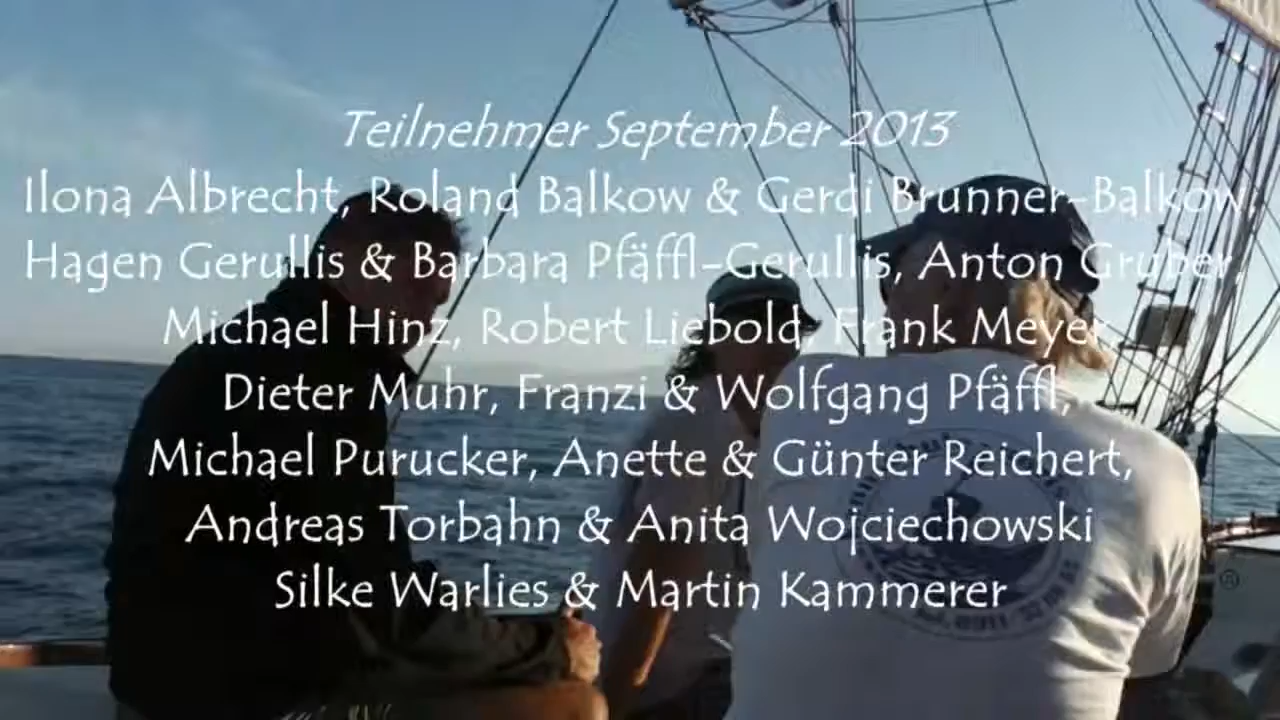 Teilnehmer September 2013
Ilona Albrecht, Roland Balkow & Gerdi Brunner-Balkow
Hagen Gerullis & Barbara Pfäffl-Gerullis, Anton Gruber,
Michael Hinz, Robert Liebold, Frank Meyer
Dieter Muhr, Franzi & Wolfgang Pfäffl,
Michael Purucker, Anette & Günter Reichert,
Andreas Torbahn & Anita Wojciechowski
Silke Warlies & Martin Kammerer
®